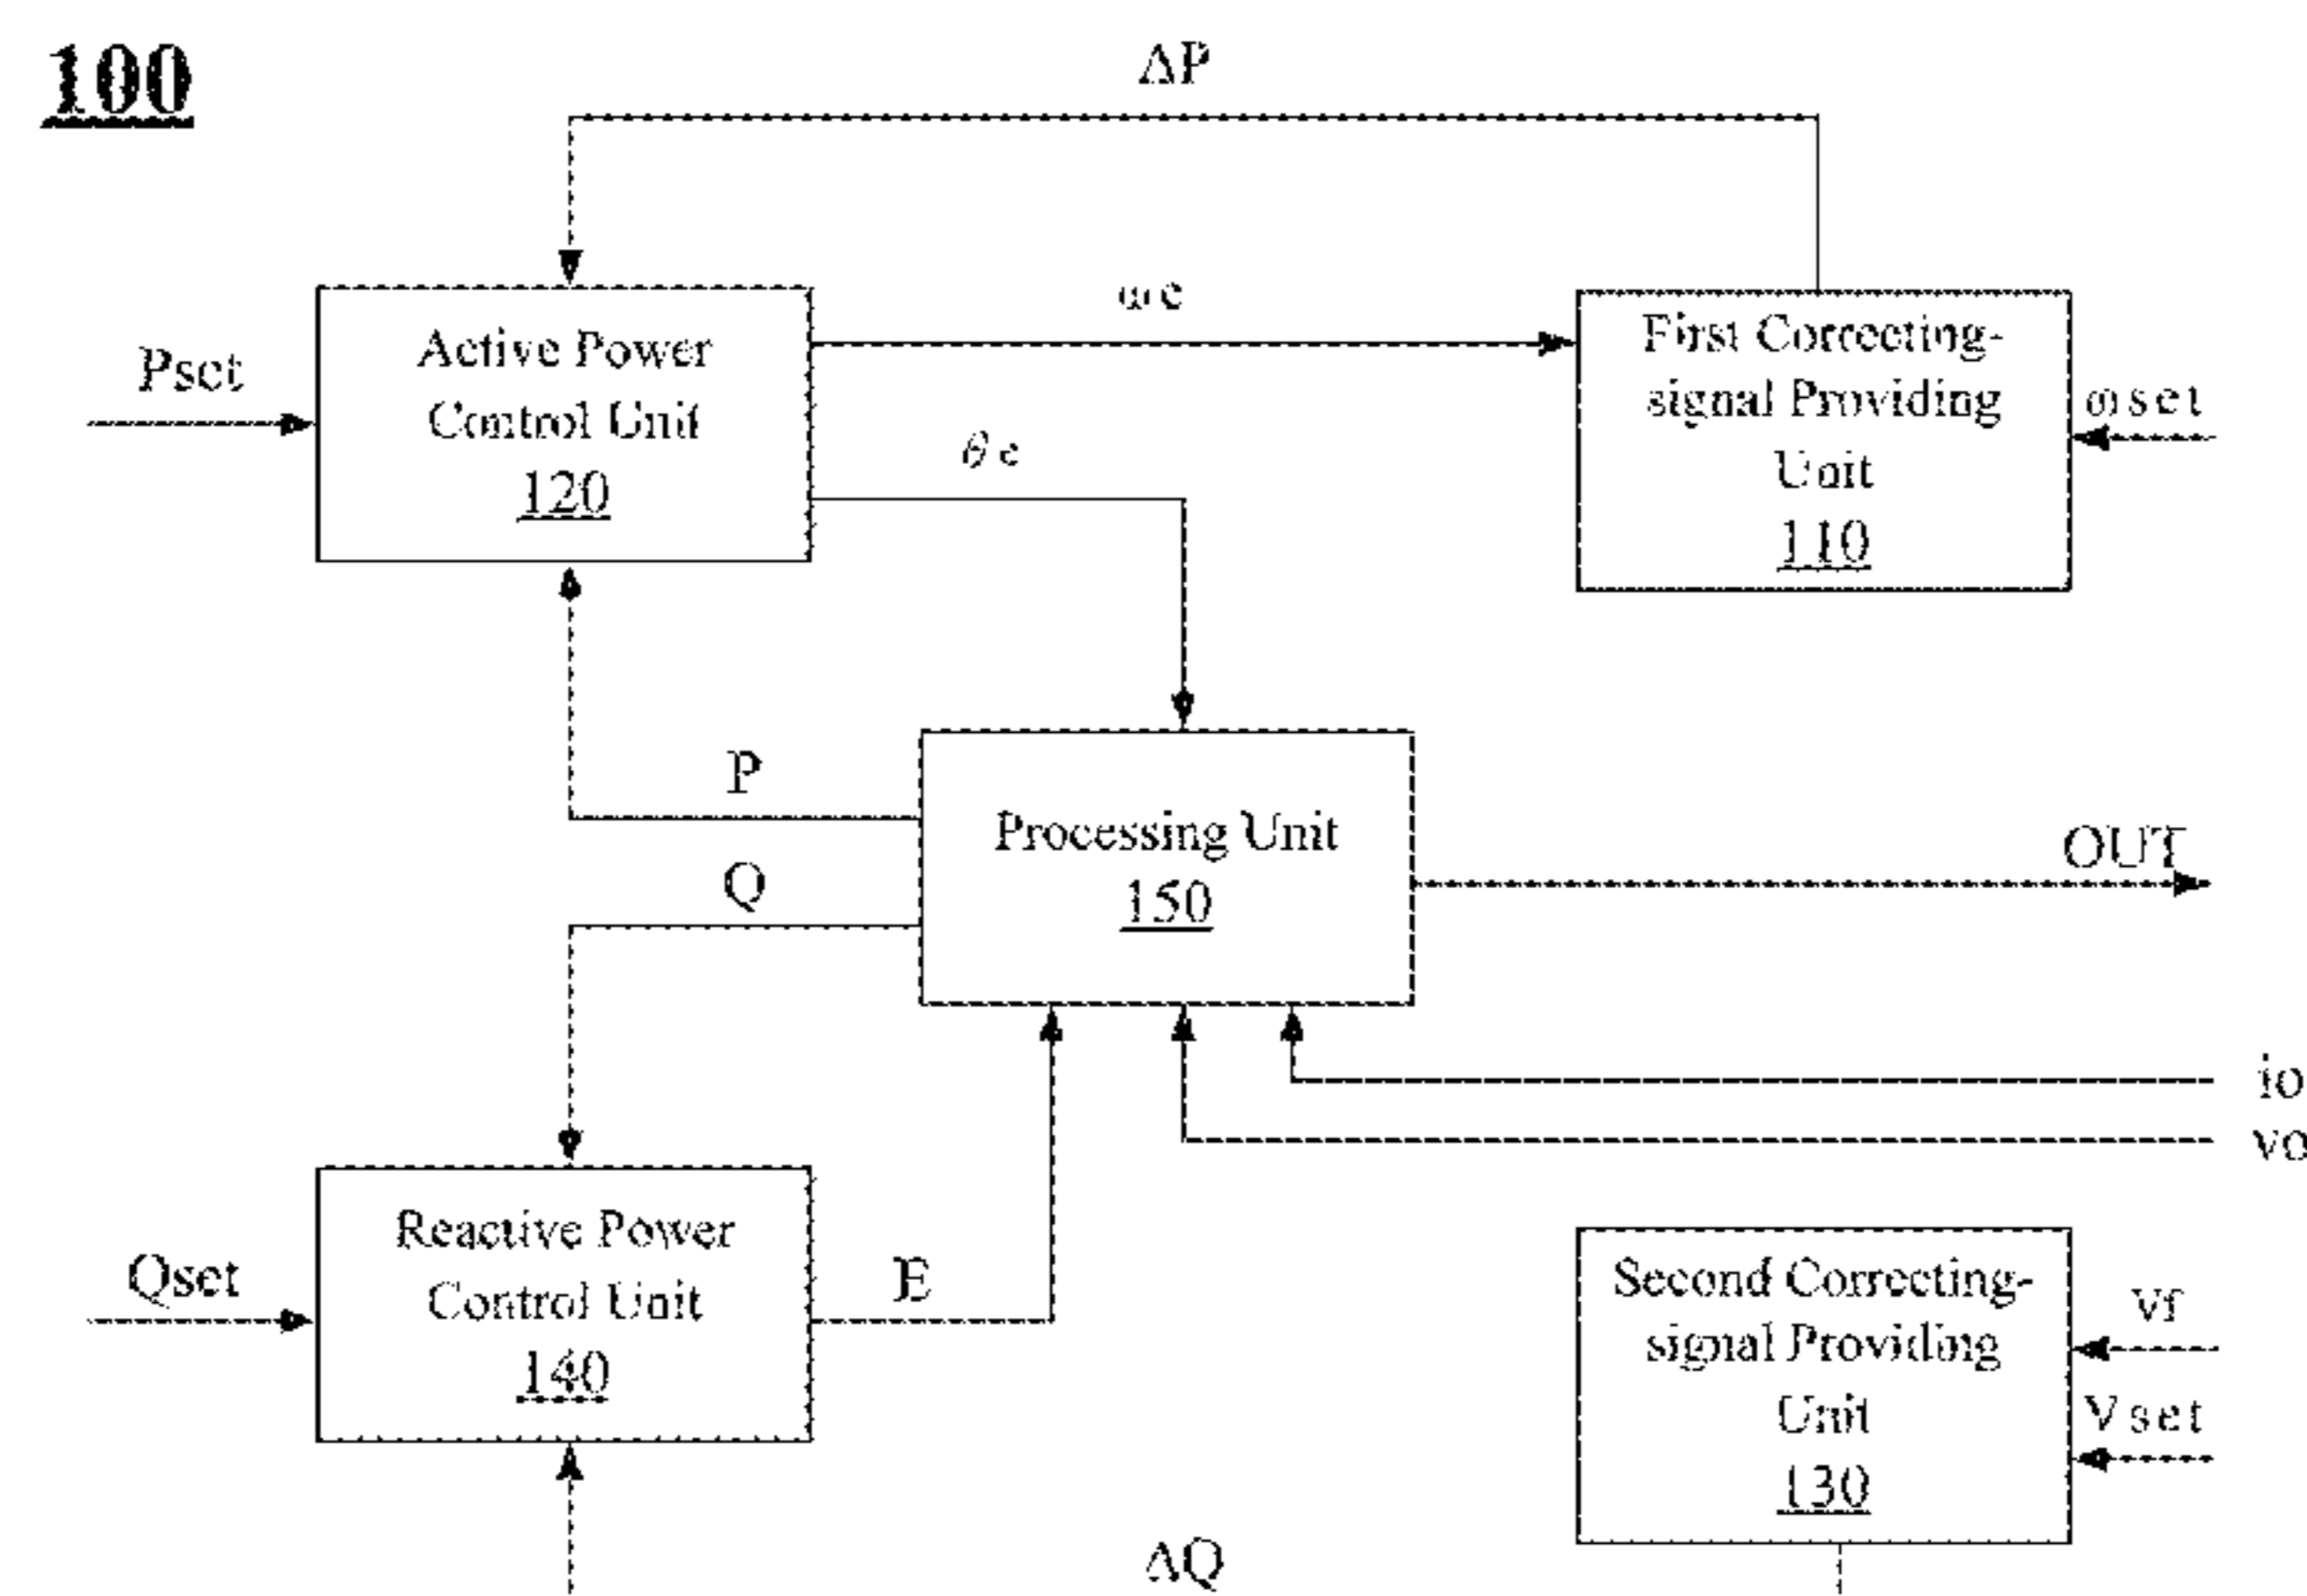 100
ΔP
Active Power
Control Unit
120
Pset
ωe
θe
First Correcting-
signal Providing
Unit
110
ωset
P
Q
Processing Unit
150
OUT
io
vo
Reactive Power
Control Unit
140
Qset
E
Second Correcting-
signal Providing
Unit
130
Vf
Vset
ΔQ